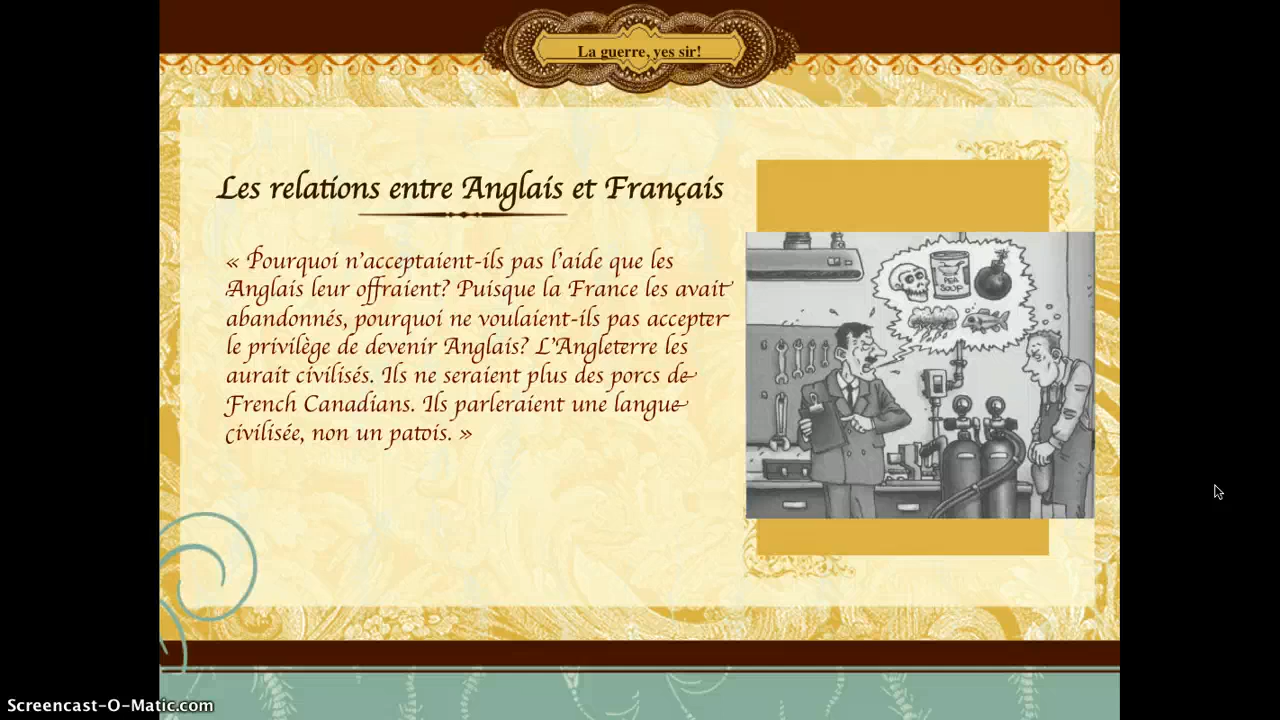 La guerre, yes sir!
Les relations entre Anglais et Français
« Pourquoi n'acceptaient-ils pas l'aide que les
Anglais leur offraient? Puisque la France les avait
abandonnés, pourquoi ne voulaient-ils pas accepter
le privilège de devenir Anglais? L'Angleterre les
aurait civilisés. Ils ne seraient plus des porcs de
French Canadians. Ils parleraient une langue
civilisée, non un patois. »
PEA
SOUP
Screencast-O-Matic.com